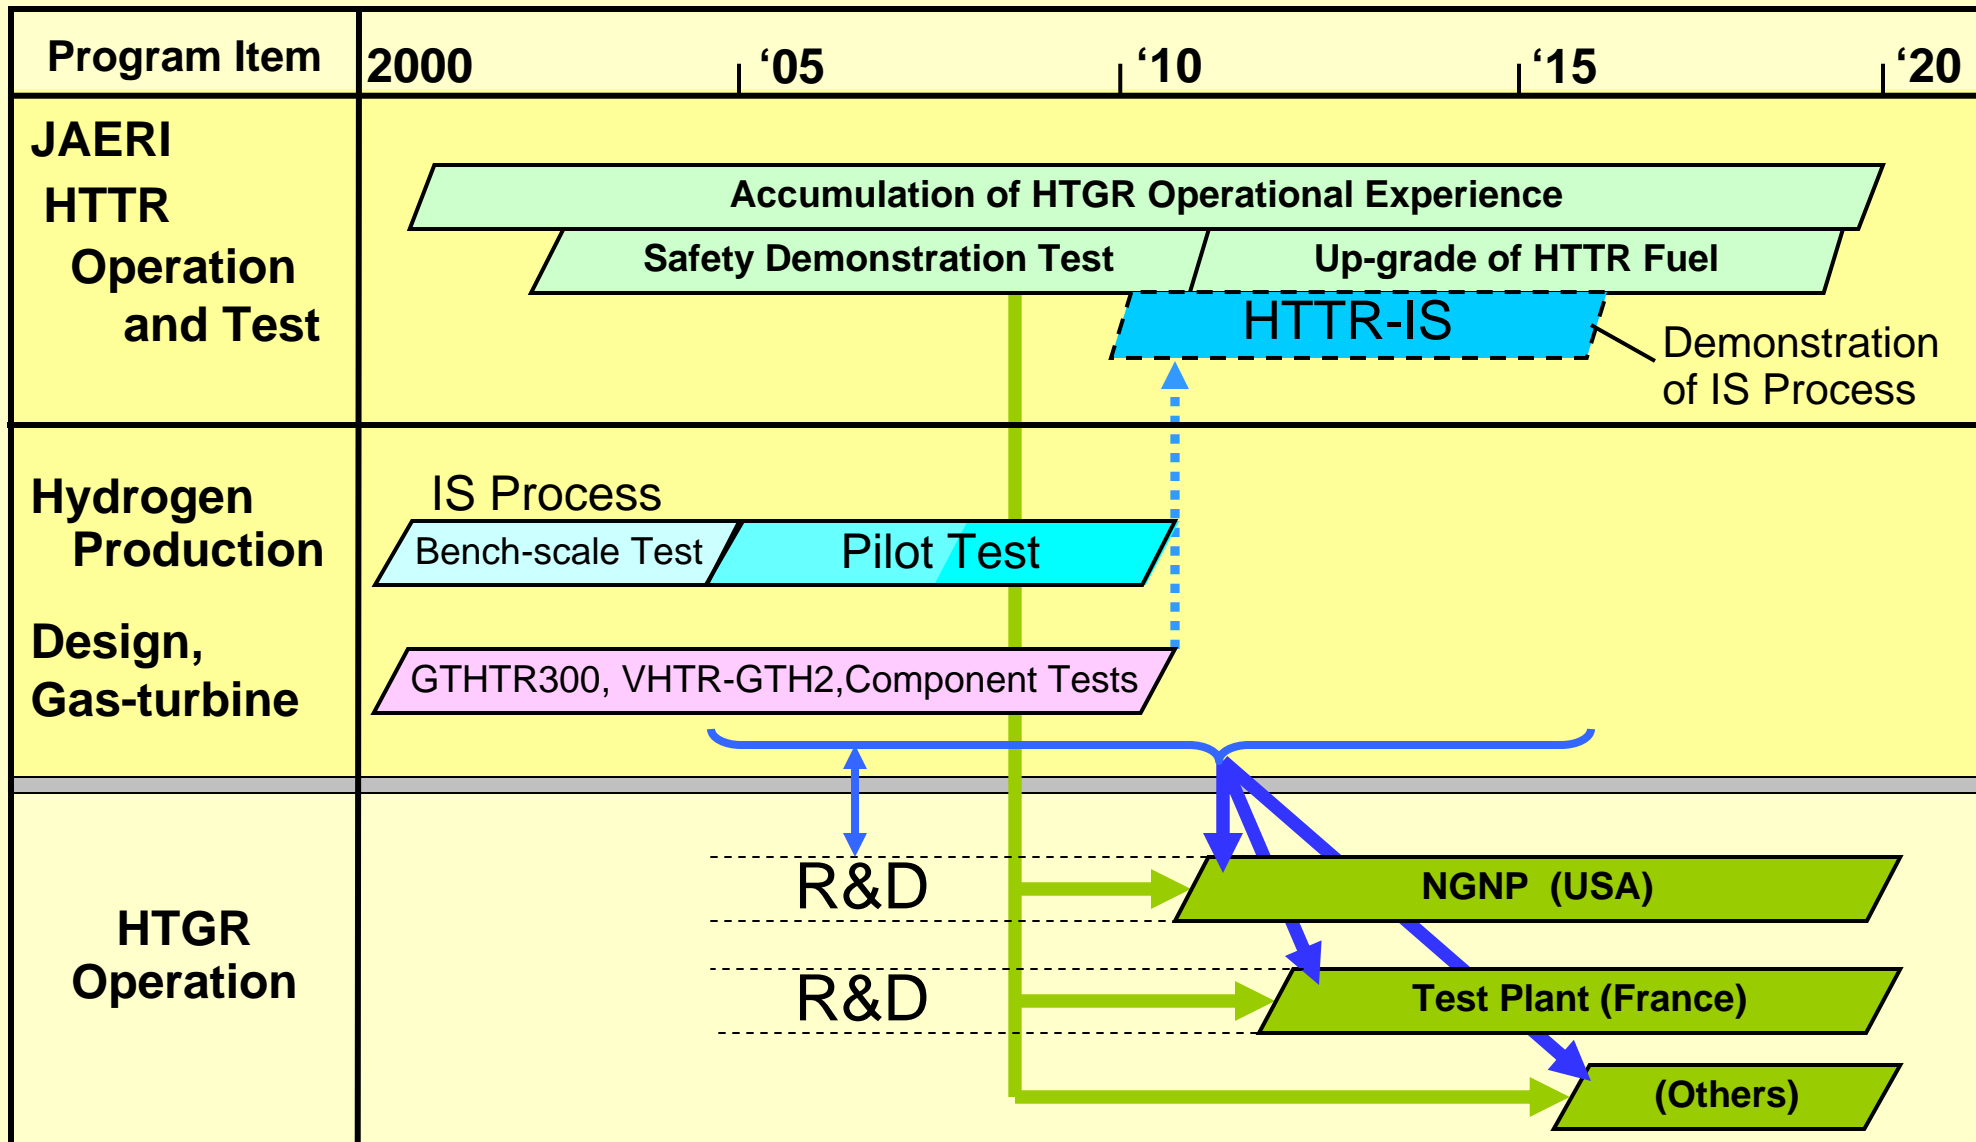 Program Item 2000 ‘05 ‘10 ‘15 ‘20
JAERI
HTTR
Operation
and Test
Accumulation of HTGR Operational Experience
Safety Demonstration Test Up-grade of HTTR Fuel
HTTR-IS
Demonstration
of IS Process
Hydrogen
Production
IS Process
Bench-scale Test Pilot Test
Design,
Gas-turbine
GTHTR300, VHTR-GTH2,Component Tests
HTGR
Operation
R&D NGNP (USA)
R&D Test Plant (France)
(Others)